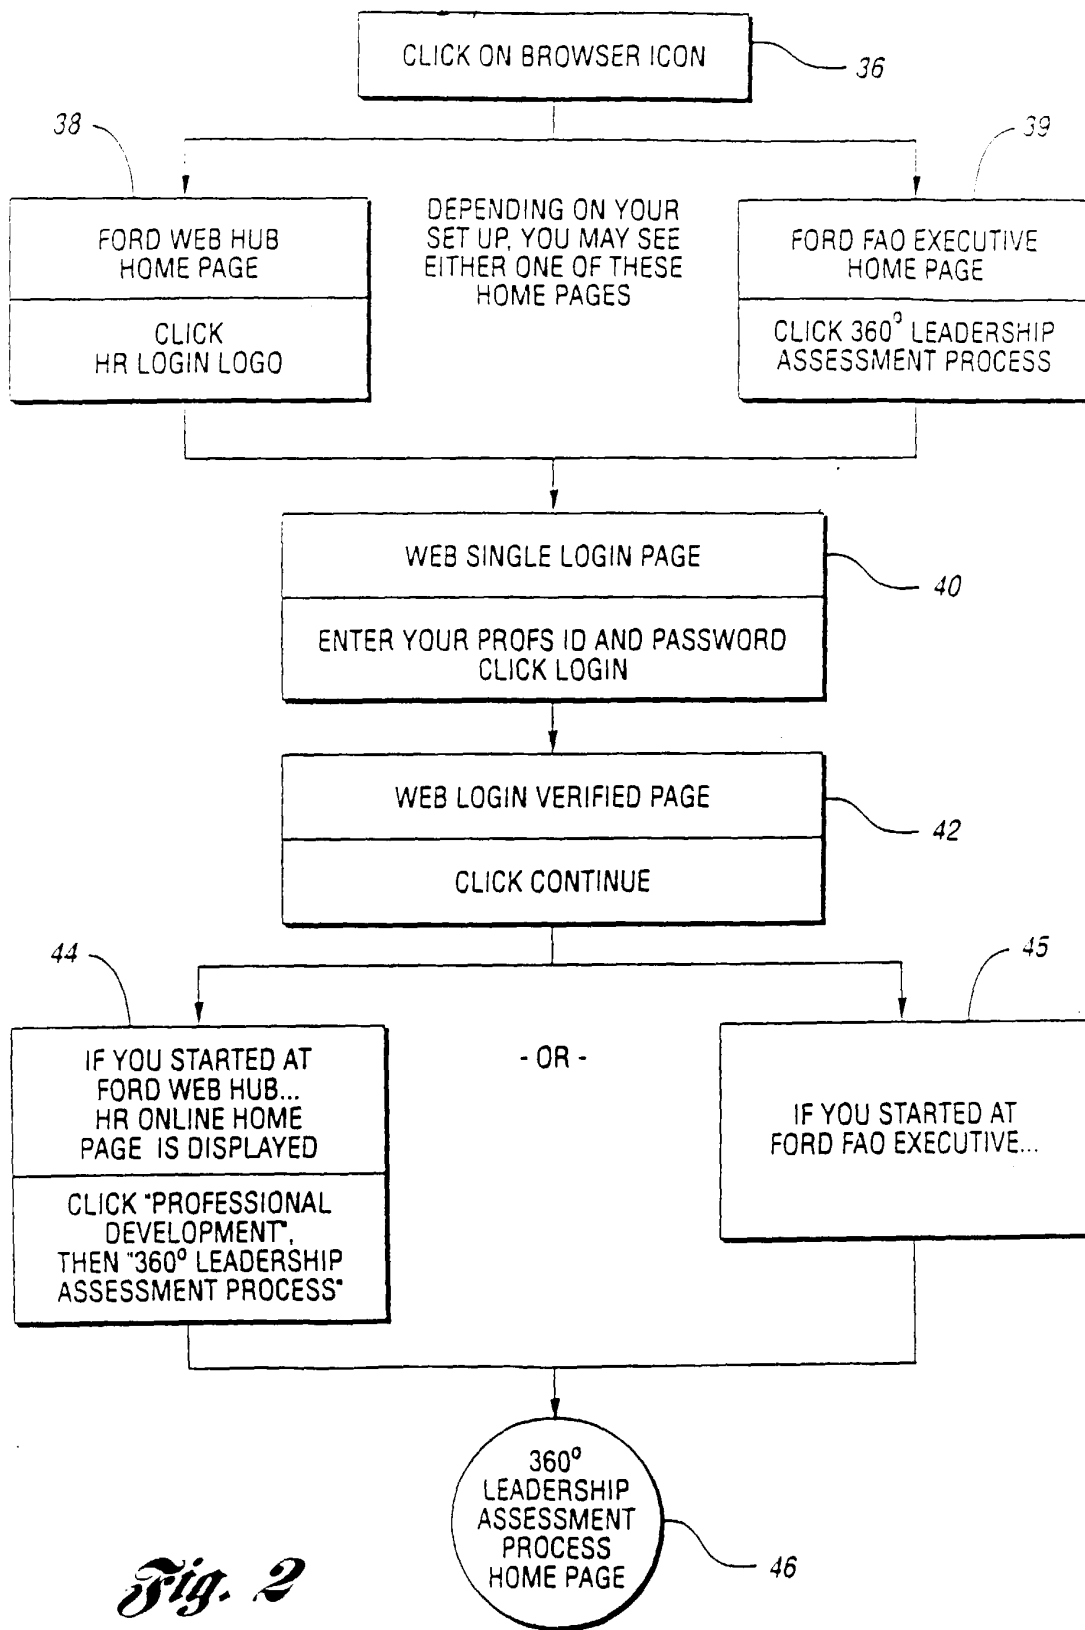 CLICK ON BROWSER ICON
36
38
39
FORD WEB HUB
HOME PAGE
CLICK
HR LOGIN LOGO
DEPENDING ON YOUR
SET UP, YOU MAY SEE
EITHER ONE OF THESE
HOME PAGES
FORD FAO EXECUTIVE
HOME PAGE
CLICK 360° LEADERSHIP
ASSESSMENT PROCESS
WEB SINGLE LOGIN PAGE
40
ENTER YOUR PROFS ID AND PASSWORD
CLICK LOGIN
WEB LOGIN VERIFIED PAGE
42
CLICK CONTINUE
44
45
IF YOU STARTED AT
FORD WEB HUB...
HR ONLINE HOME
PAGE IS DISPLAYED
CLICK "PROFESSIONAL
DEVELOPMENT",
THEN "360° LEADERSHIP
ASSESSMENT PROCESS"
- OR -
IF YOU STARTED AT
FORD FAO EXECUTIVE...
360°
LEADERSHIP
ASSESSMENT
PROCESS
HOME PAGE
46
Fig. 2